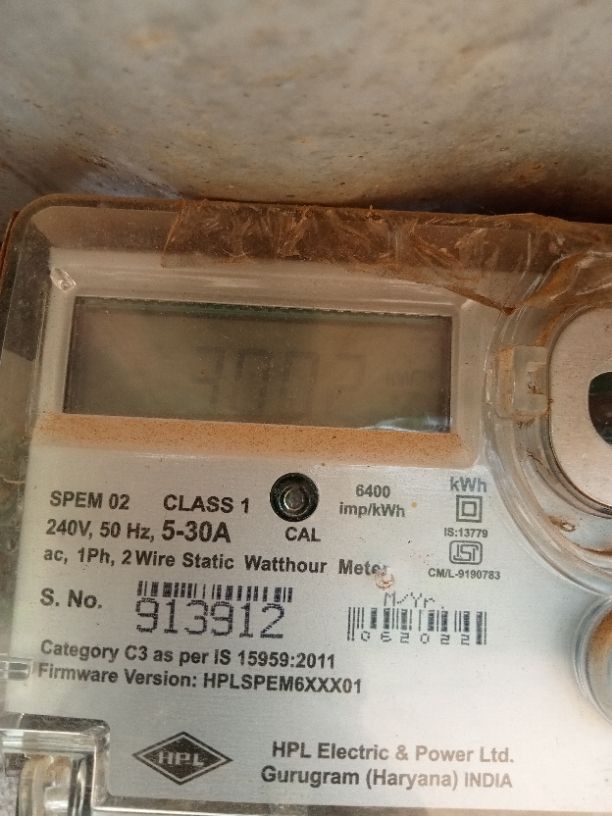 SPEM 02 CLASS 1
6400
imp/kWh
kWh
240V, 50 Hz, 5-30A
CAL
IS:13779
ac, 1Ph, 2 Wire Static Watthour Meter
CM/L-9190783
S. No.
913912
M/Yr.
062022
Category C3 as per IS 15959:2011
Firmware Version: HPLSPEM6XXX01
HPL
HPL Electric & Power Ltd.
Gurugram (Haryana) INDIA